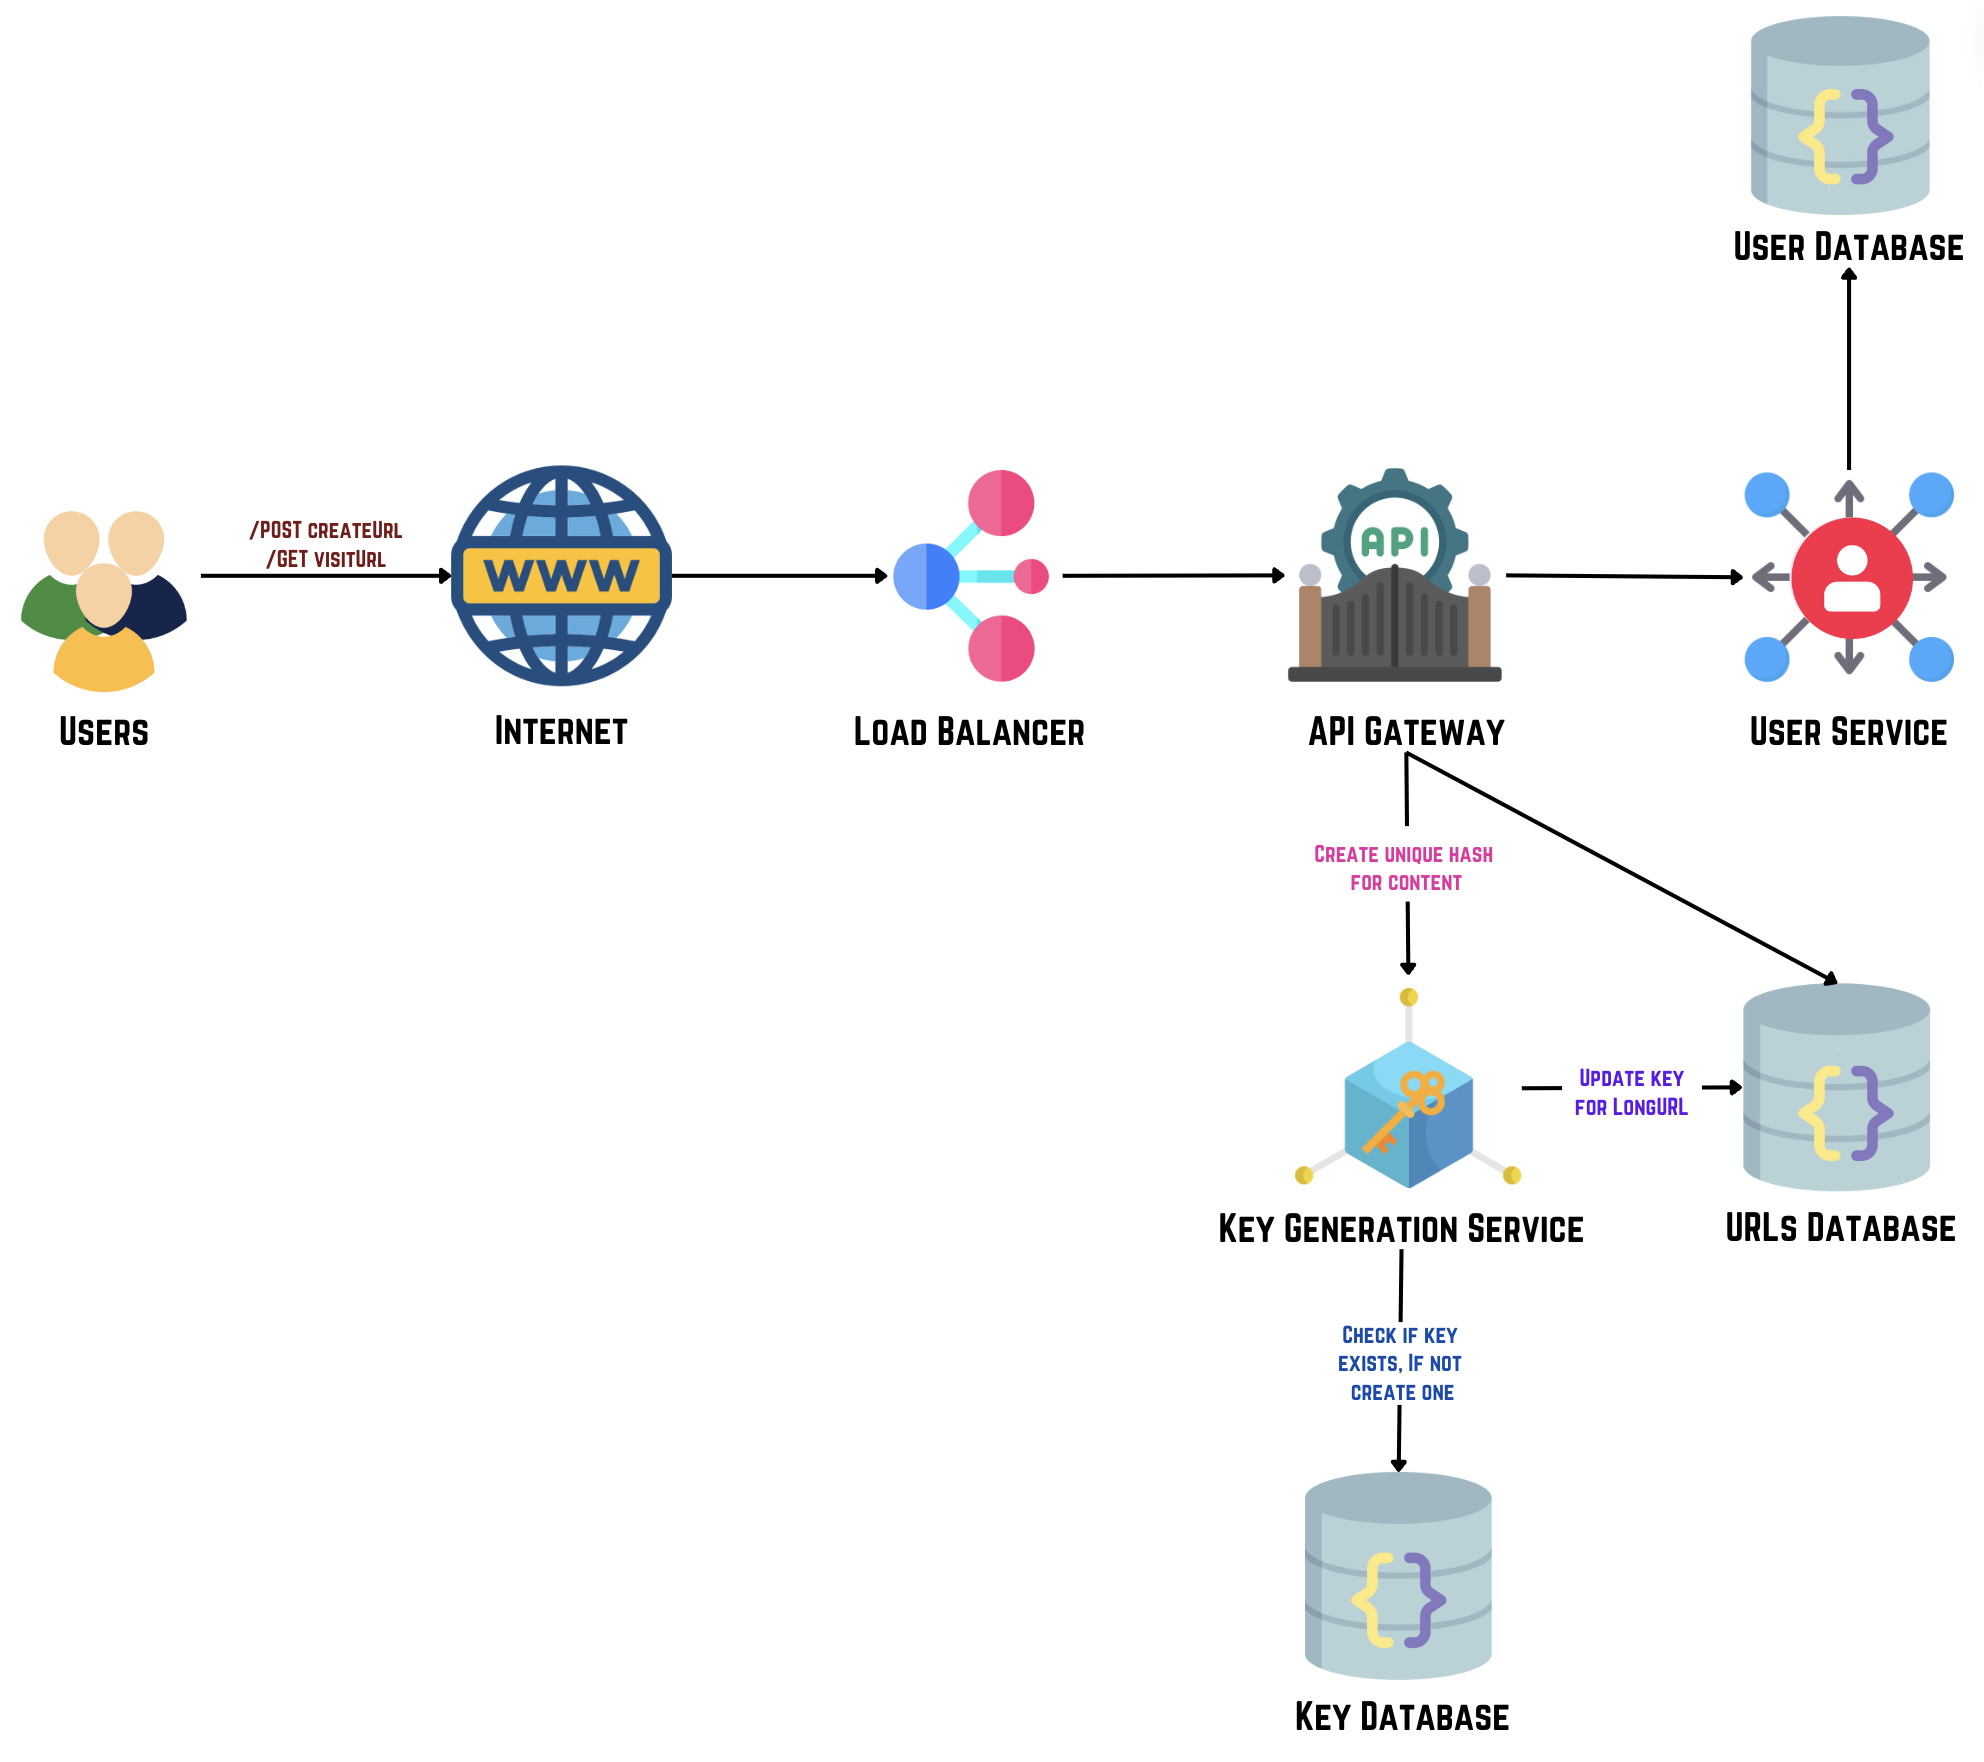 User Database
/POST createUrl
/GET visitUrl
WWW
API
Users
Internet
Load Balancer
API Gateway
User Service
Create unique hash
for content
Update key
for LongURL
Key Generation Service
URLs Database
Check if key
exists, If not
create one
Key Database